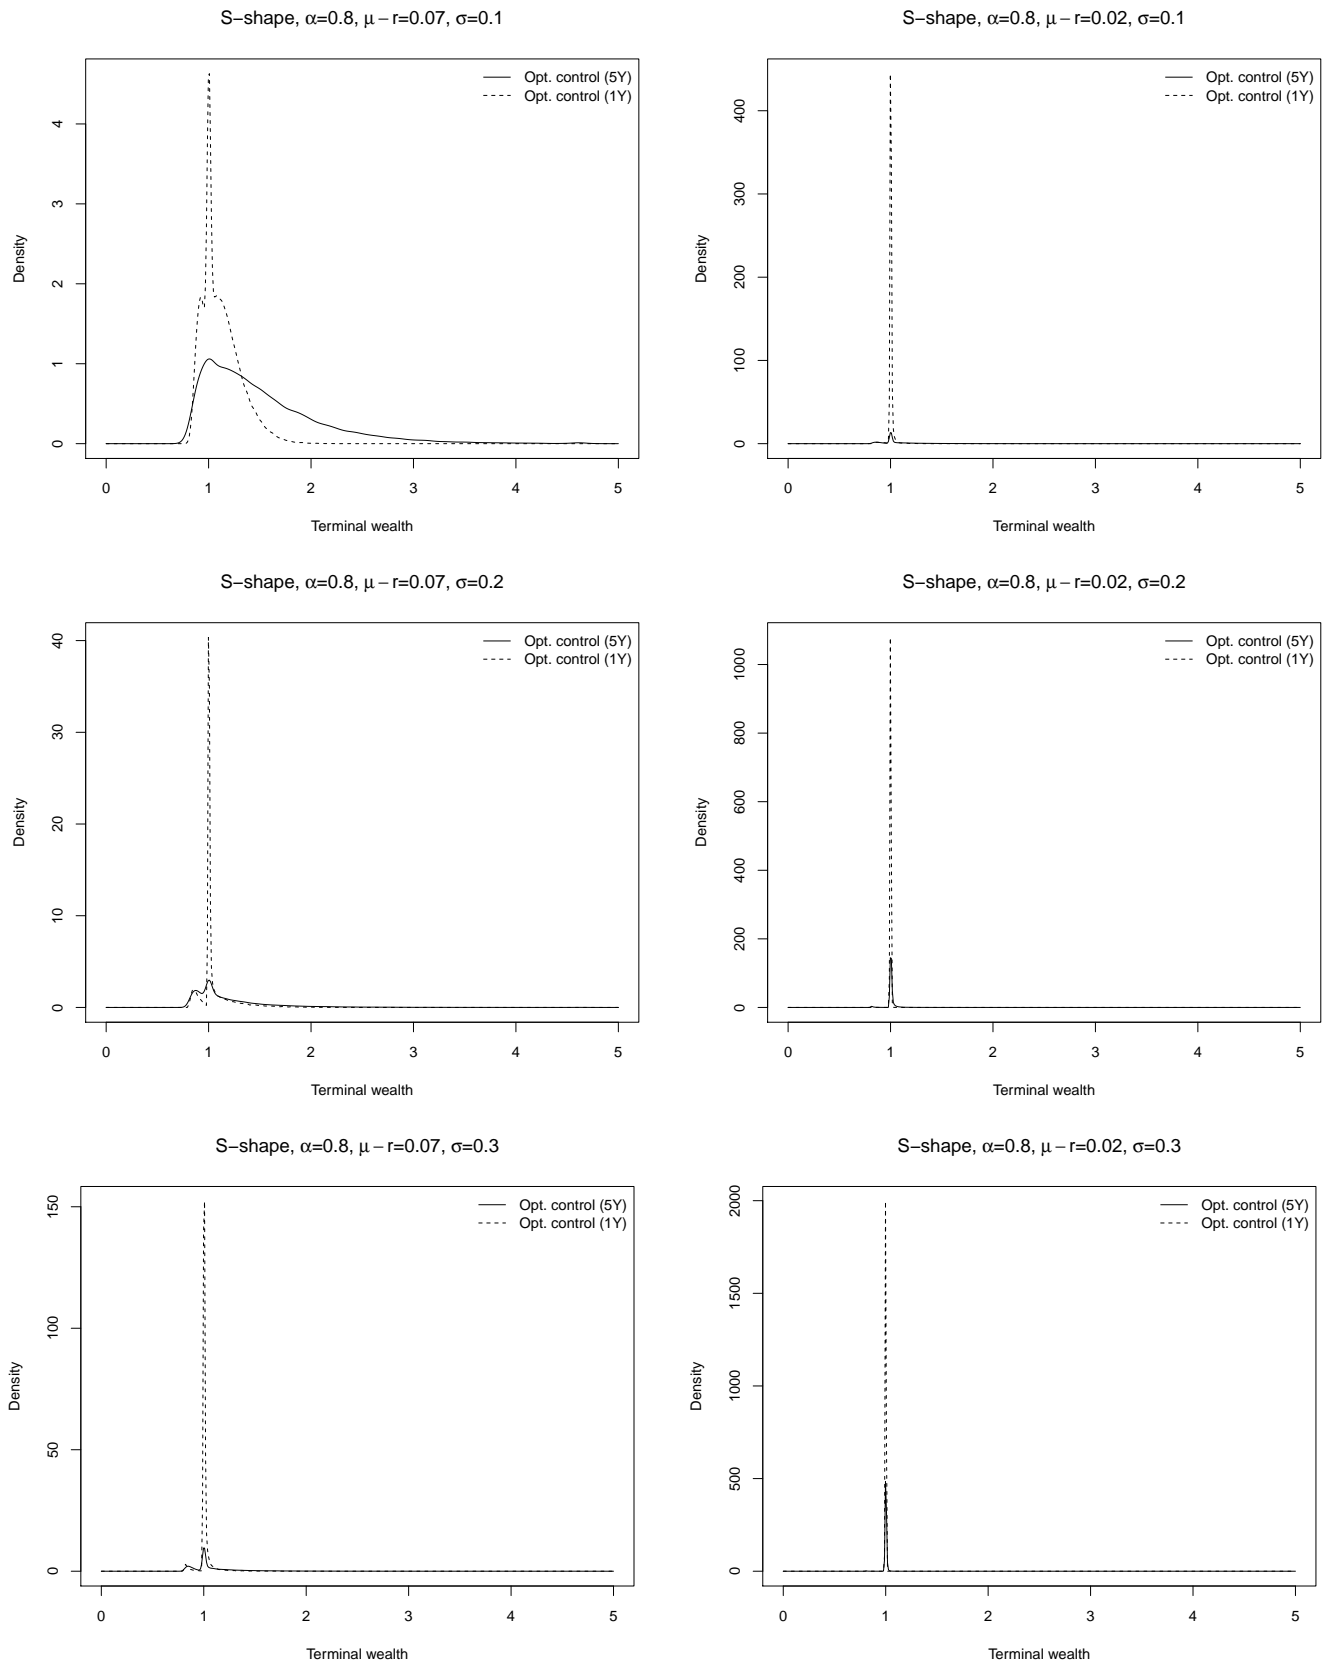 S−shape, α=0.8, μ − r=0.07, σ=0.1
Opt. control (5Y)
Opt. control (1Y)
Density
4
3
2
1
0
0 1 2 3 4 5
Terminal wealth
S−shape, α=0.8, μ − r=0.02, σ=0.1
Opt. control (5Y)
Opt. control (1Y)
Density
400
300
200
100
0
0 1 2 3 4 5
Terminal wealth
S−shape, α=0.8, μ − r=0.07, σ=0.2
Opt. control (5Y)
Opt. control (1Y)
Density
40
30
20
10
0
0 1 2 3 4 5
Terminal wealth
S−shape, α=0.8, μ − r=0.02, σ=0.2
Opt. control (5Y)
Opt. control (1Y)
Density
1000
800
600
400
200
0
0 1 2 3 4 5
Terminal wealth
S−shape, α=0.8, μ − r=0.07, σ=0.3
Opt. control (5Y)
Opt. control (1Y)
Density
150
100
50
0
0 1 2 3 4 5
Terminal wealth
S−shape, α=0.8, μ − r=0.02, σ=0.3
Opt. control (5Y)
Opt. control (1Y)
Density
2000
1500
1000
500
0
0 1 2 3 4 5
Terminal wealth